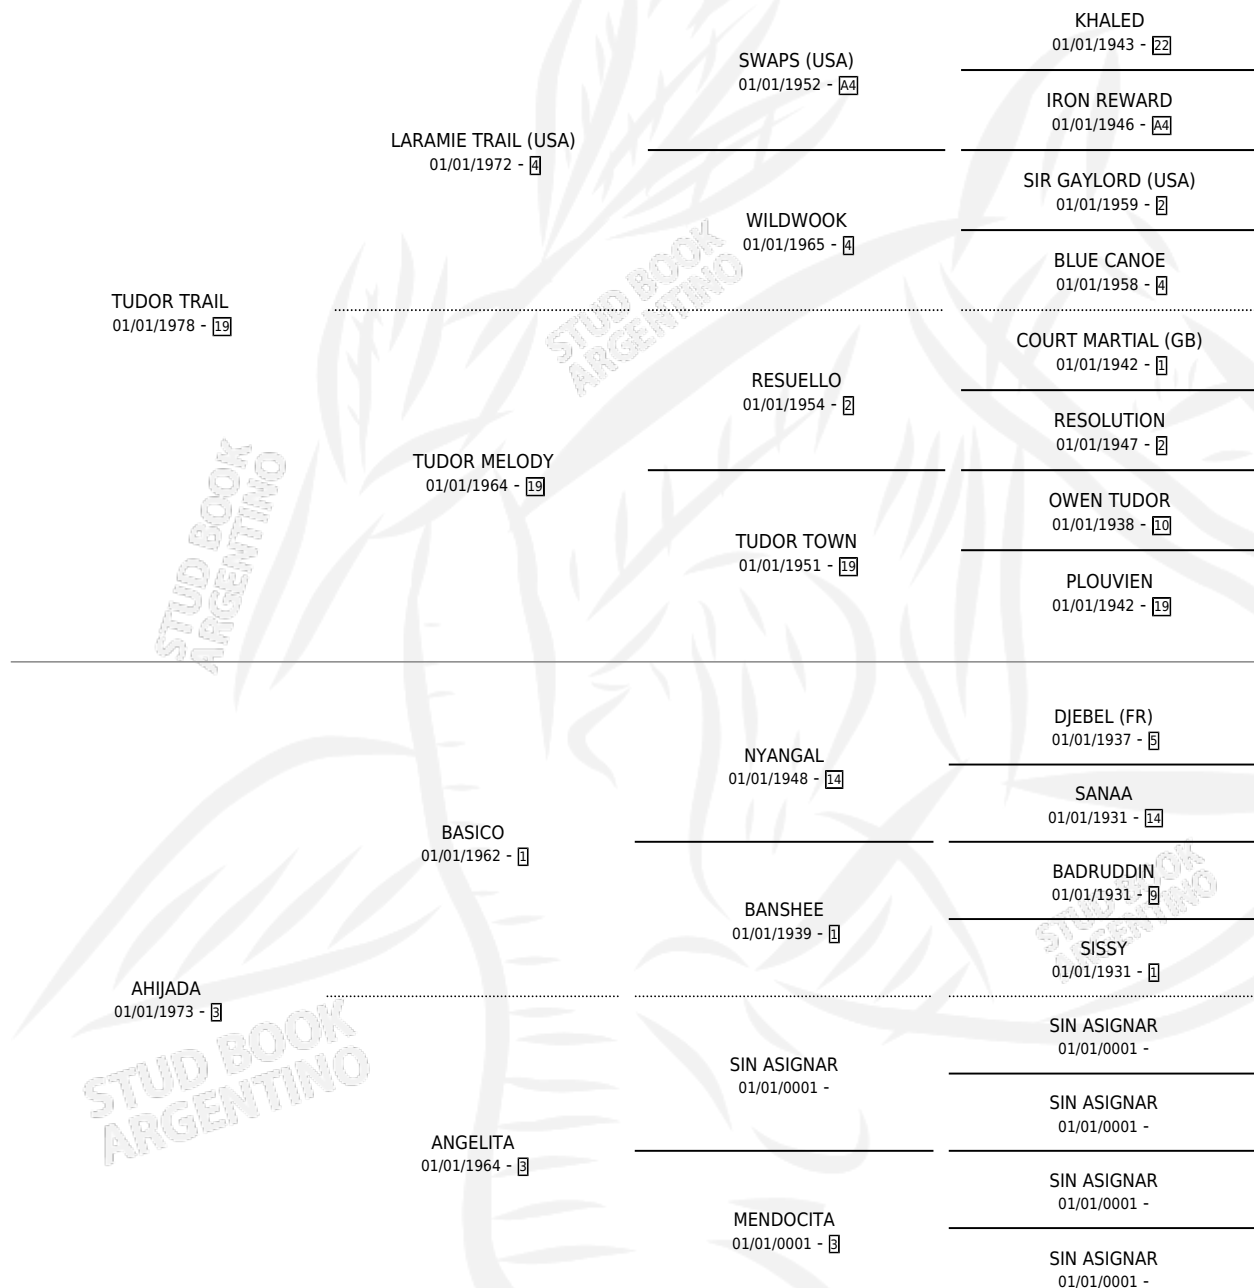 KHALED
01/01/1943 - 22
SWAPS (USA)
01/01/1952 - A4
IRON REWARD
01/01/1946 - A4
LARAMIE TRAIL (USA)
01/01/1972 - 4
SIR GAYLORD (USA)
01/01/1959 - 2
WILDWOOK
01/01/1965 - 4
BLUE CANOE
01/01/1958 - 4
TUDOR TRAIL
01/01/1978 - 19
COURT MARTIAL (GB)
01/01/1942 - 1
RESUELLO
01/01/1954 - 2
RESOLUTION
01/01/1947 - 2
TUDOR MELODY
01/01/1964 - 19
OWEN TUDOR
01/01/1938 - 10
TUDOR TOWN
01/01/1951 - 19
PLOUVIEN
01/01/1942 - 19
DJEBEL (FR)
01/01/1937 - 5
NYANGAL
01/01/1948 - 14
SANAA
01/01/1931 - 14
BASICO
01/01/1962 - 1
BADRUDDIN
01/01/1931 - 9
BANSHEE
01/01/1939 - 1
SISSY
01/01/1931 - 1
AHIJADA
01/01/1973 - 3
SIN ASIGNAR
01/01/0001 -
SIN ASIGNAR
01/01/0001 -
SIN ASIGNAR
01/01/0001 -
ANGELITA
01/01/1964 - 3
SIN ASIGNAR
01/01/0001 -
MENDOCITA
01/01/0001 - 3
SIN ASIGNAR
01/01/0001 -
STUD BOOK
ARGENTINO
STUD BOOK
ARGENTINO
STUD BOOK
ARGENTINO
STUD BOOK
ARGENTINO